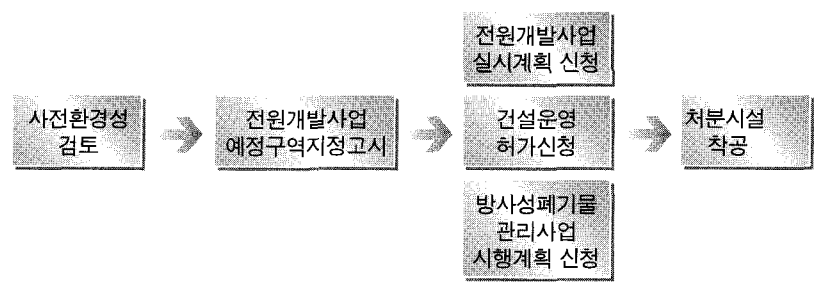 사전환경성
검토
전원개발사업
예정구역지정고시
전원개발사업
실시계획 신청
건설운영
허가신청
방사성폐기물
관리사업
시행계획 신청
처분시설
착공